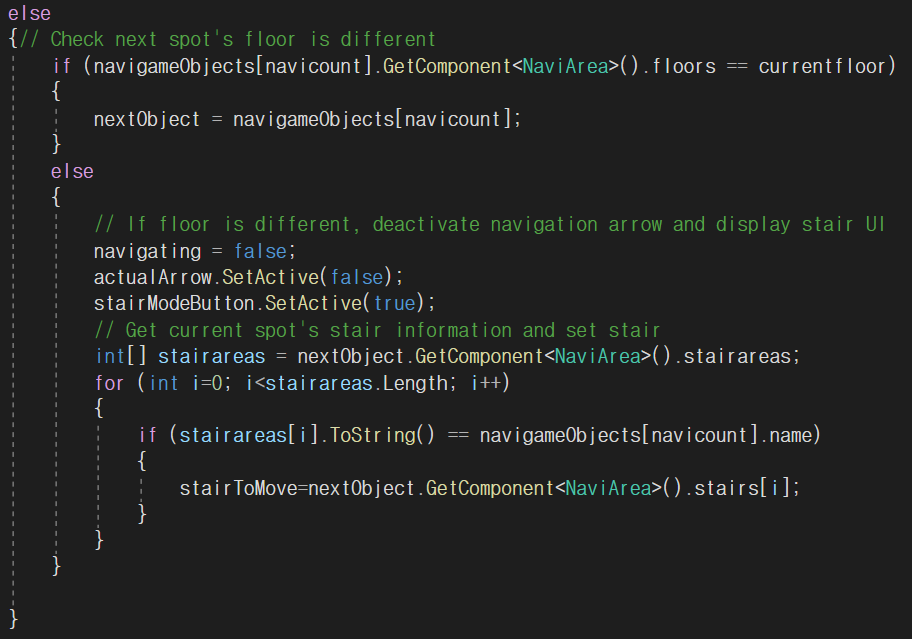 else
{// Check next spot's floor is different
if (navigameObjects[navicount].GetComponent<NaviArea>().floors == currentfloor)
{
nextObject = navigameObjects[navicount];
}
else
{
// If floor is different, deactivate navigation arrow and display stair UI
navigating = false;
actualArrow.SetActive(false);
stairModeButton.SetActive(true);
// Get current spot's stair information and set stair
int[] stairareas = nextObject.GetComponent<NaviArea>().stairareas;
for (int i=0; i<stairareas.Length; i++)
{
if (stairareas[i].ToString() == navigameObjects[navicount].name)
{
stairToMove=nextObject.GetComponent<NaviArea>().stairs[i];
}
}
}
}